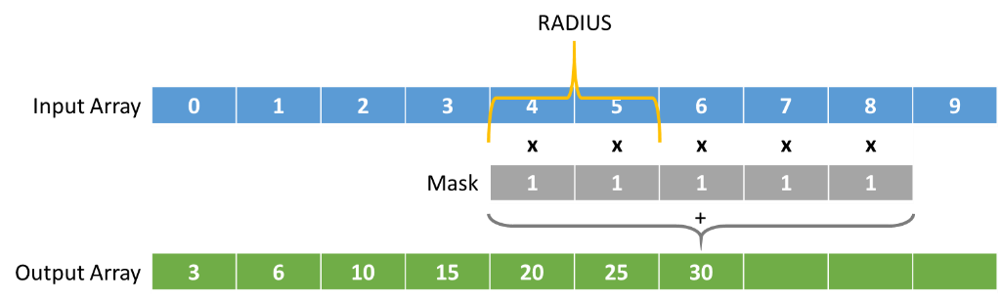 RADIUS
Input Array 0 1 2 3 4 5 6 7 8 9
x x x x x
Mask 1 1 1 1 1
+
Output Array 3 6 10 15 20 25 30